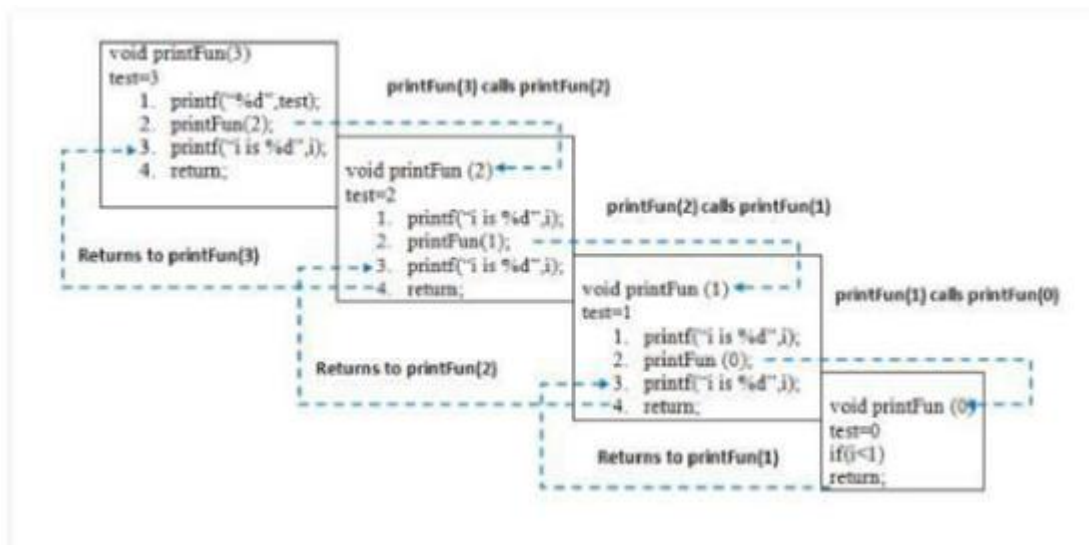 void printFun(3)
test=3
1. printf("%d",test);
2. printFun(2);
3. printf("i is %d",i);
4. return;
printFun(3) calls printFun(2)
void printFun (2)
test=2
1. printf("i is %d",i);
2. printFun(1);
3. printf("i is %d",i);
4. return;
Returns to printFun(3)
printFun(2) calls printFun(1)
void printFun (1)
test=1
1. printf("i is %d",i);
2. printFun (0);
3. printf("i is %d",i);
4. return;
Returns to printFun(2)
printFun(1) calls printFun(0)
void printFun (0)
test=0
if(i<1)
return;
Returns to printFun(1)